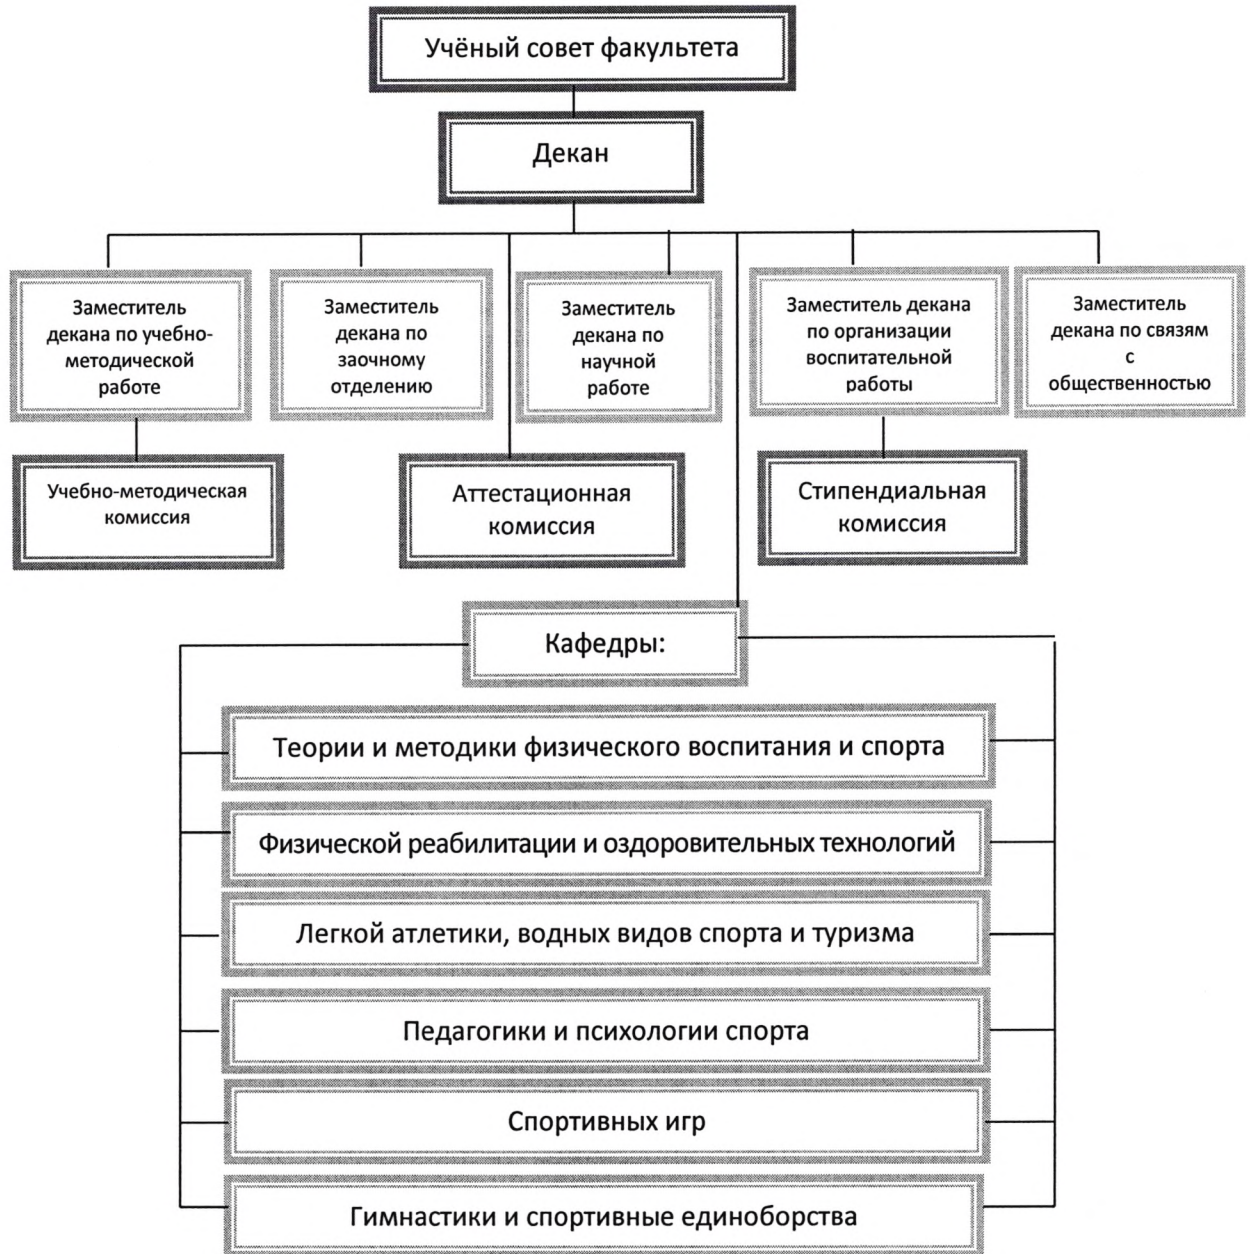 Учёный совет факультета
Декан
Заместитель
декана по учебно-
методической
работе
Заместитель
декана по
заочному
отделению
Заместитель
декана по
научной
работе
Заместитель декана
по организации
воспитательной
работы
Заместитель
декана по связям
с
общественностью
Учебно-методическая
комиссия
Аттестационная
комиссия
Стипендиальная
комиссия
Кафедры:
Теории и методики физического воспитания и спорта
Физической реабилитации и оздоровительных технологий
Легкой атлетики, водных видов спорта и туризма
Педагогики и психологии спорта
Спортивных игр
Гимнастики и спортивные единоборства